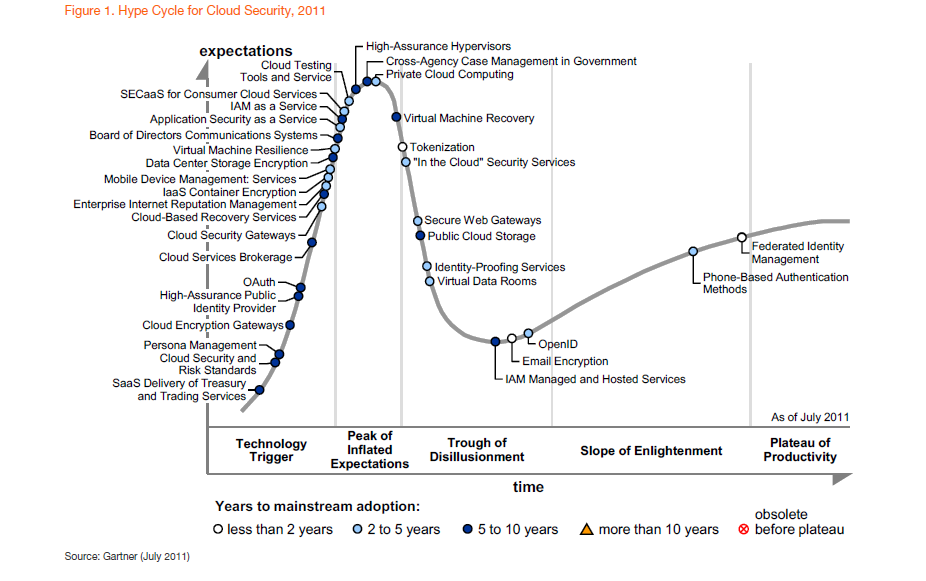 Figure 1. Hype Cycle for Cloud Security, 2011
expectations
High-Assurance Hypervisors
Cross-Agency Case Management in Government
Private Cloud Computing
Cloud Testing
Tools and Service
SECaaS for Consumer Cloud Services
IAM as a Service
Application Security as a Service
Board of Directors Communications Systems
Virtual Machine Resilience
Data Center Storage Encryption
Mobile Device Management: Services
IaaS Container Encryption
Enterprise Internet Reputation Management
Cloud-Based Recovery Services
Cloud Security Gateways
Cloud Services Brokerage
OAuth
High-Assurance Public
Identity Provider
Cloud Encryption Gateways
Persona Management
Cloud Security and
Risk Standards
SaaS Delivery of Treasury
and Trading Services
Virtual Machine Recovery
Tokenization
"In the Cloud" Security Services
Secure Web Gateways
Public Cloud Storage
Identity-Proofing Services
Virtual Data Rooms
OpenID
Email Encryption
IAM Managed and Hosted Services
Federated Identity
Management
Phone-Based Authentication
Methods
As of July 2011
Technology
Trigger
Peak of
Inflated
Expectations
Trough of
Disillusionment
Slope of Enlightenment
Plateau of
Productivity
time
Years to mainstream adoption:
less than 2 years
2 to 5 years
5 to 10 years
more than 10 years
obsolete
before plateau
Source: Gartner (July 2011)